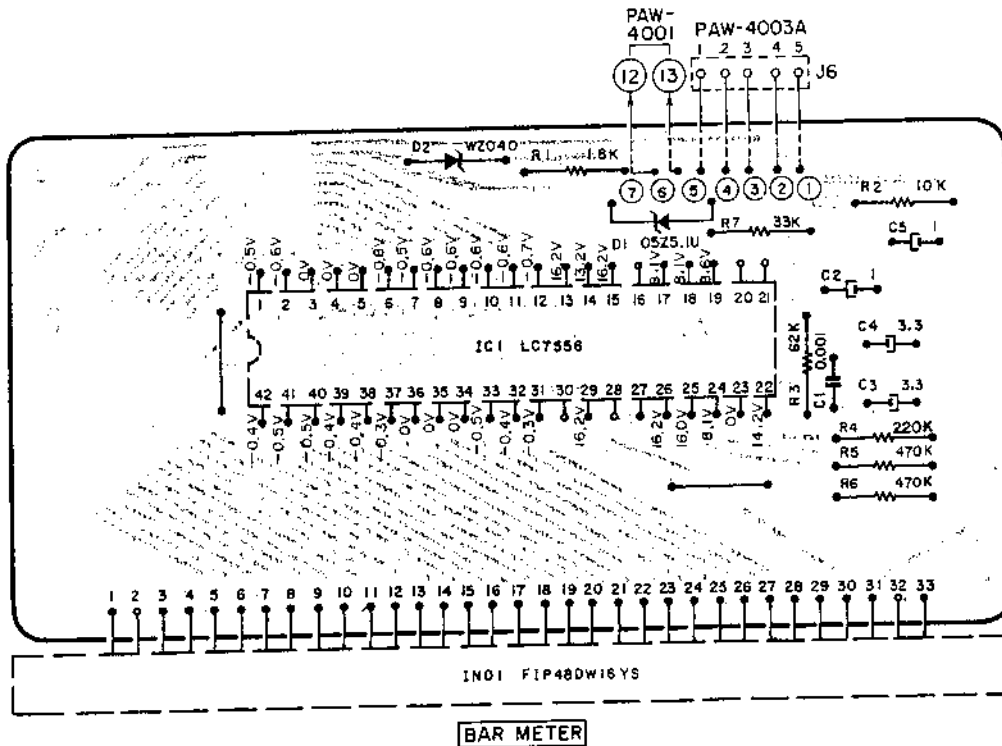 PAW-
4001
PAW-4003A
1 2 3 4 5
12 13
J6
D2 WZ040
R1 1.8K
7 6 5 4 3 2 1
R2 10K
D1 05Z5.1U
R7 33K
C5 1
-0.5V -0.6V 0V 0V 0V -0.8V -0.5V -0.6V -0.6V -0.6V -0.6V -0.7V 16.2V 13.2V 16.2V 8.1V 8.1V 8.6V
C2 1
1 2 3 4 5 6 7 8 9 10 11 12 13 14 15 16 17 18 19 20 21
IC1 LC7556
R3 62K
C1 0.001
C4 3.3
42 41 40 39 38 37 36 35 34 33 32 31 30 29 28 27 26 25 24 23 22
C3 3.3
-0.4V -0.5V -0.5V -0.4V -0.4V -0.3V 0V 0V 0V -0.5V -0.4V -0.3V 16.2V 16.2V 16.0V 8.1V 0V 14.2V
R4 220K
R5 470K
R6 470K
1 2 3 4 5 6 7 8 9 10 11 12 13 14 15 16 17 18 19 20 21 22 23 24 25 26 27 28 29 30 31 32 33
IND1 FIP48DW16YS
BAR METER